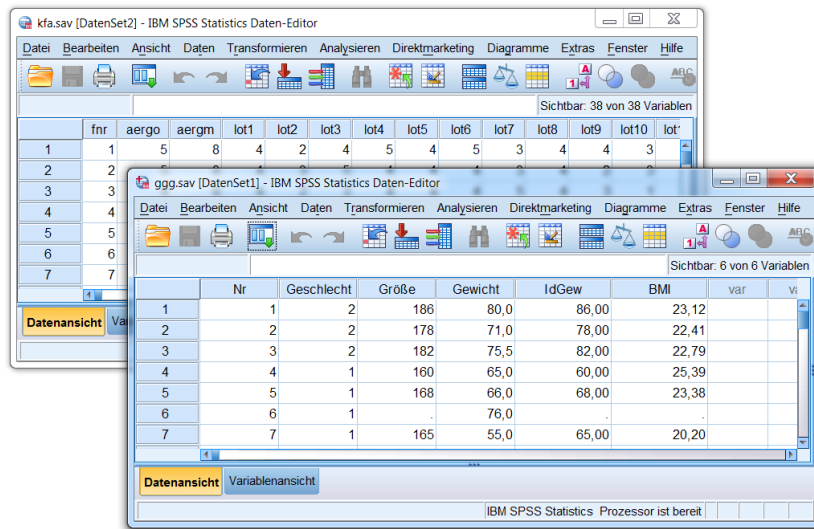 kfa.sav [DatenSet2] - IBM SPSS Statistics Daten-Editor
Datei Bearbeiten Ansicht Daten Transformieren Analysieren Direktmarketing Diagramme Extras Fenster Hilfe
Sichtbar: 38 von 38 Variablen
fnr aergo aergm lot1 lot2 lot3 lot4 lot5 lot6 lot7 lot8 lot9 lot10
1 1 5 8 4 2 4 5 4 5 3 4 4 3
2 2
3 3
4 4
5 5
6 6
7 7
Datenansicht
ggg.sav [DatenSet1] - IBM SPSS Statistics Daten-Editor
Datei Bearbeiten Ansicht Daten Transformieren Analysieren Direktmarketing Diagramme Extras Fenster Hilfe
Sichtbar: 6 von 6 Variablen
Nr Geschlecht Größe Gewicht IdGew BMI var
1 1 2 186 80,0 86,00 23,12
2 2 2 178 71,0 78,00 22,41
3 3 2 182 75,5 82,00 22,79
4 4 1 160 65,0 60,00 25,39
5 5 1 168 66,0 68,00 23,38
6 6 1 . 76,0 . .
7 7 1 165 55,0 65,00 20,20
Datenansicht Variablenansicht
IBM SPSS Statistics Prozessor ist bereit